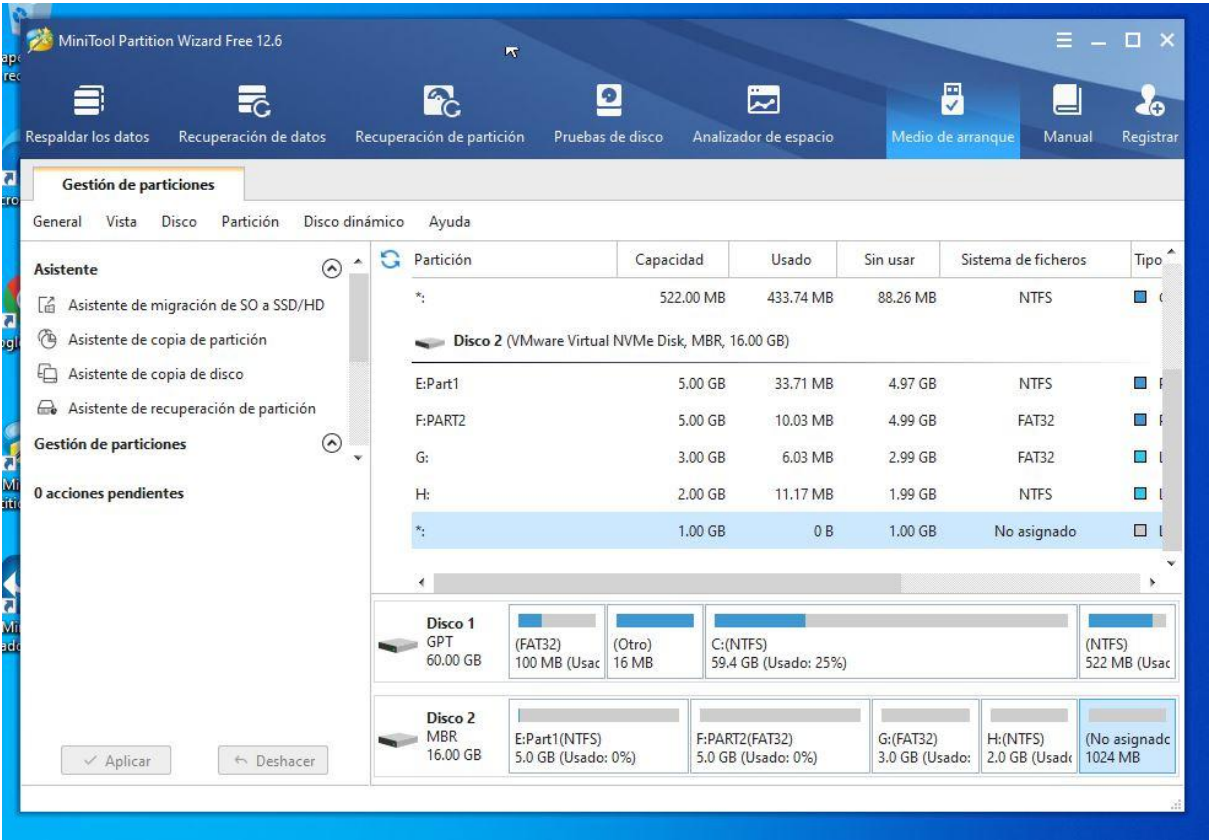 MiniTool Partition Wizard Free 12.6
Respaldar los datos Recuperación de datos Recuperación de partición Pruebas de disco Analizador de espacio Medio de arranque Manual Registrar
Gestión de particiones
General Vista Disco Partición Disco dinámico Ayuda
Asistente
Asistente de migración de SO a SSD/HD
Asistente de copia de partición
Asistente de copia de disco
Asistente de recuperación de partición
Gestión de particiones
0 acciones pendientes
Aplicar Deshacer
Partición Capacidad Usado Sin usar Sistema de ficheros Tipo
*: 522.00 MB 433.74 MB 88.26 MB NTFS
Disco 2 (VMware Virtual NVMe Disk, MBR, 16.00 GB)
E:Part1 5.00 GB 33.71 MB 4.97 GB NTFS
F:PART2 5.00 GB 10.03 MB 4.99 GB FAT32
G: 3.00 GB 6.03 MB 2.99 GB FAT32
H: 2.00 GB 11.17 MB 1.99 GB NTFS
*: 1.00 GB 0 B 1.00 GB No asignado
Disco 1
GPT
60.00 GB
(FAT32)
100 MB (Usac
(Otro)
16 MB
C:(NTFS)
59.4 GB (Usado: 25%)
(NTFS)
522 MB (Usac
Disco 2
MBR
16.00 GB
E:Part1(NTFS)
5.0 GB (Usado: 0%)
F:PART2(FAT32)
5.0 GB (Usado: 0%)
G:(FAT32)
3.0 GB (Usado:
H:(NTFS)
2.0 GB (Usad
(No asignadc
1024 MB